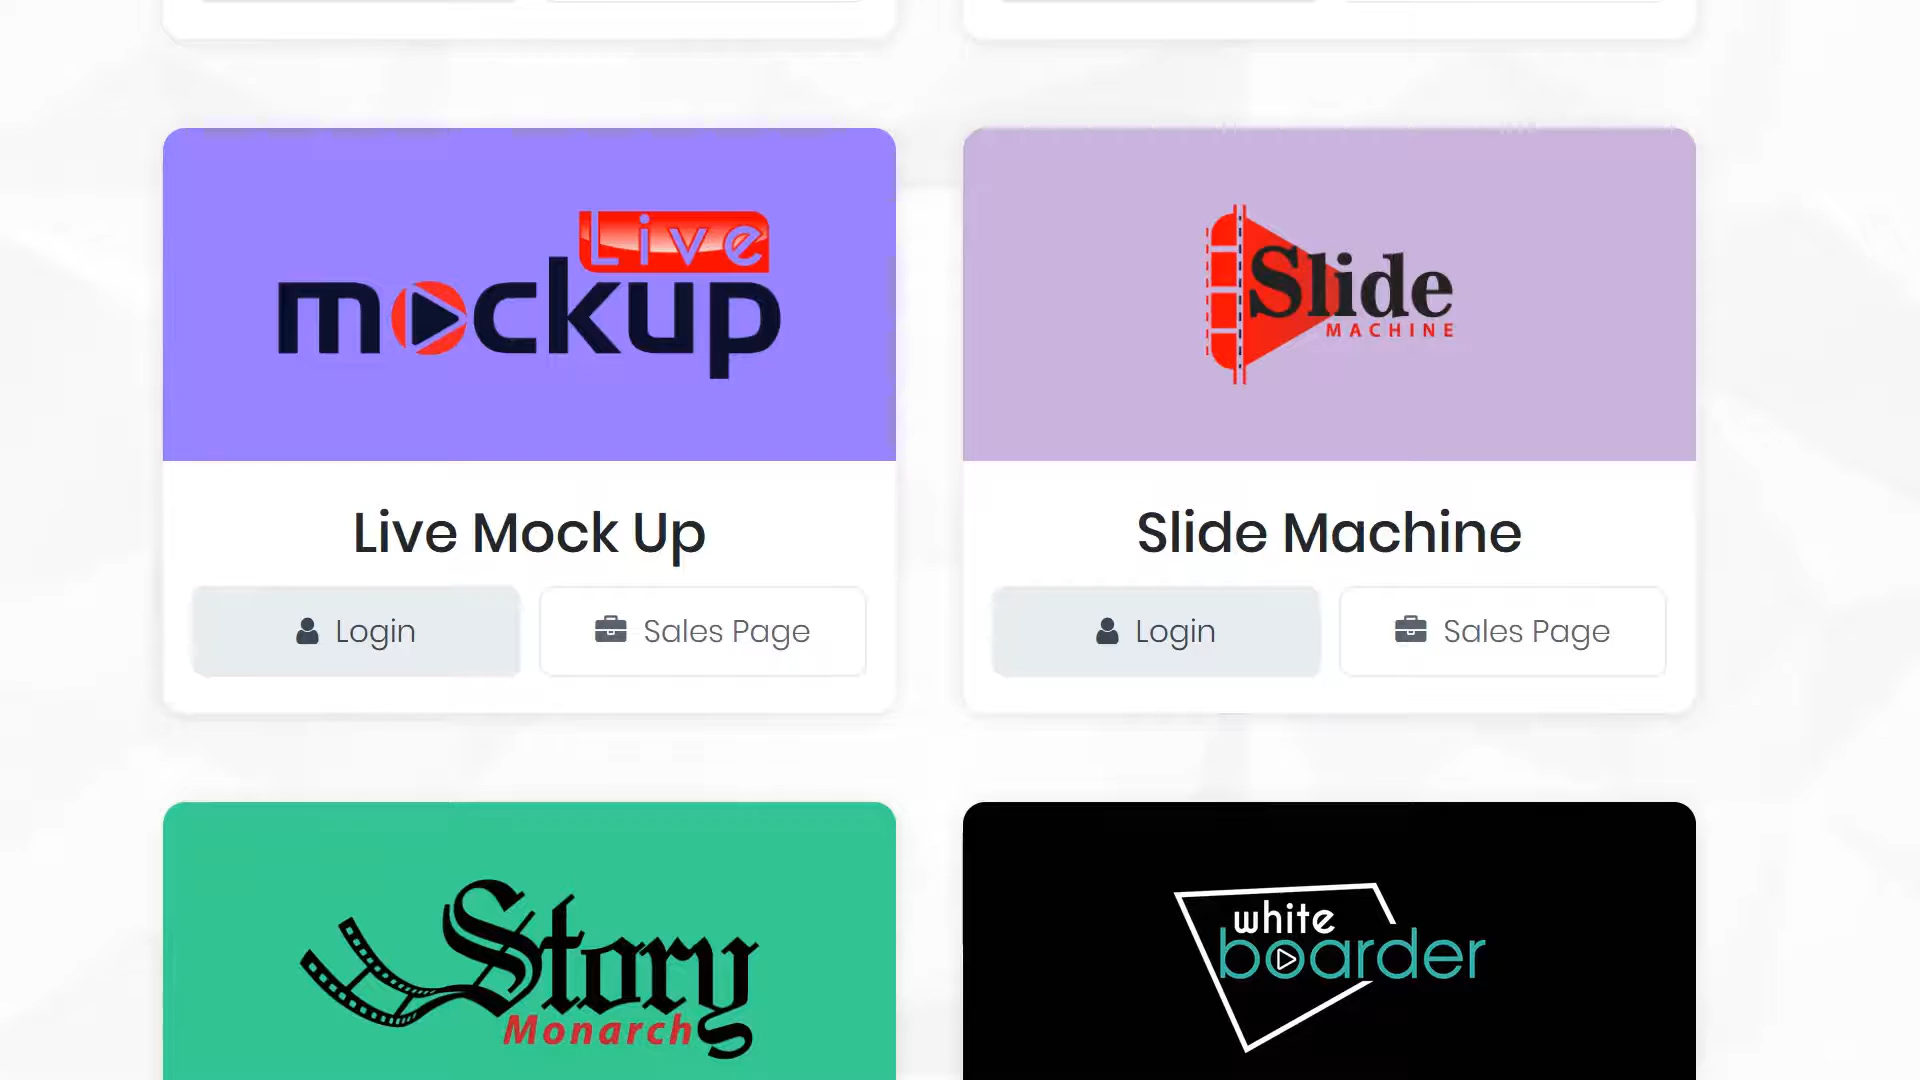 Live
mockup
Slide
MACHINE
Live Mock Up
Slide Machine
Login
Sales Page
Login
Sales Page
Story
Monarch
white
boarder